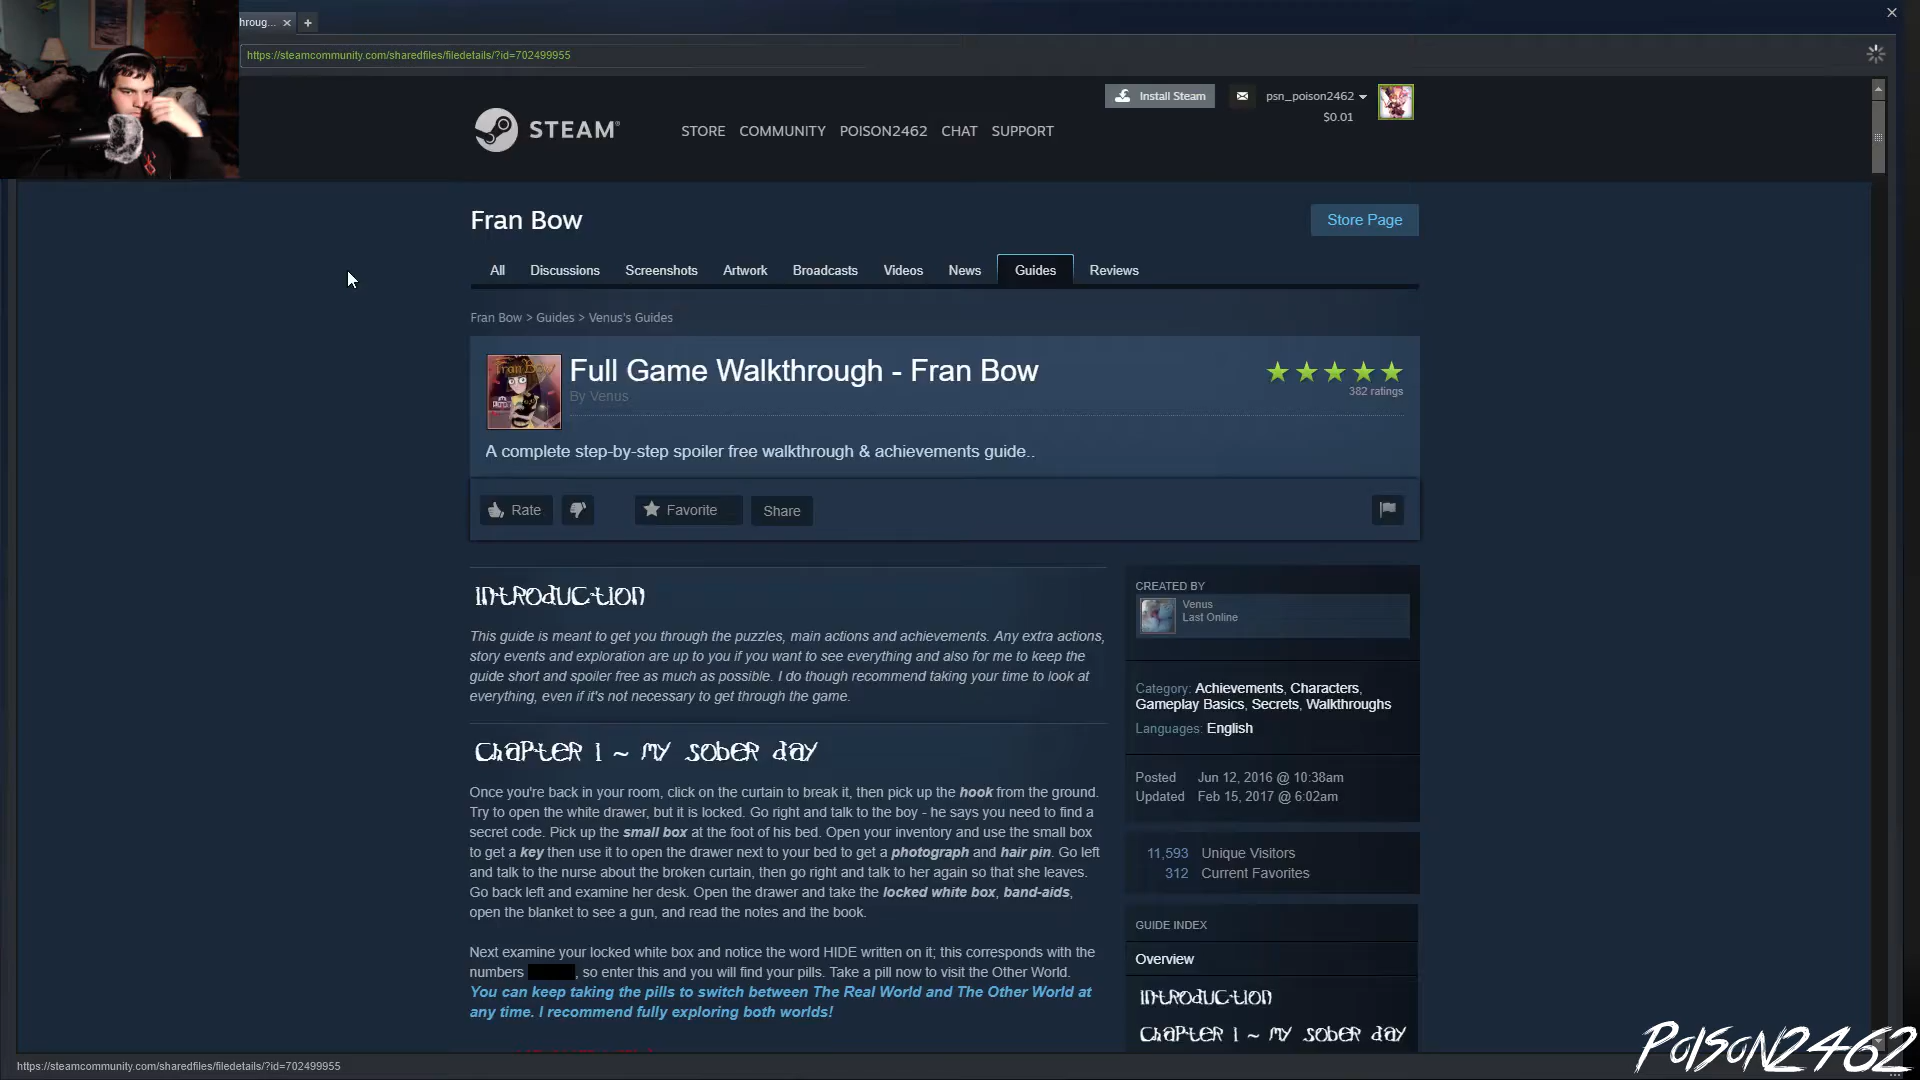 hroug...
https://steamcommunity.com/sharedfiles/filedetails/?id=702499955
Install Steam
psn_poison2462
$0.01
STEAM®
STORE COMMUNITY POISON2462 CHAT SUPPORT
Fran Bow
Store Page
All Discussions Screenshots Artwork Broadcasts Videos News Guides Reviews
Fran Bow > Guides > Venus's Guides
Fran Bow
Full Game Walkthrough - Fran Bow
By Venus
382 ratings
A complete step-by-step spoiler free walkthrough & achievements guide..
Rate
Favorite
Share
Introduction
This guide is meant to get you through the puzzles, main actions and achievements. Any extra actions,
story events and exploration are up to you if you want to see everything and also for me to keep the
guide short and spoiler free as much as possible. I do though recommend taking your time to look at
everything, even if it's not necessary to get through the game.
Chapter 1 ~ My sober day
Once you're back in your room, click on the curtain to break it, then pick up the hook from the ground.
Try to open the white drawer, but it is locked. Go right and talk to the boy - he says you need to find a
secret code. Pick up the small box at the foot of his bed. Open your inventory and use the small box
to get a key then use it to open the drawer next to your bed to get a photograph and hair pin. Go left
and talk to the nurse about the broken curtain, then go right and talk to her again so that she leaves.
Go back left and examine her desk. Open the drawer and take the locked white box, band-aids,
open the blanket to see a gun, and read the notes and the book.
Next examine your locked white box and notice the word HIDE written on it; this corresponds with the
numbers , so enter this and you will find your pills. Take a pill now to visit the Other World.
You can keep taking the pills to switch between The Real World and The Other World at
any time. I recommend fully exploring both worlds!
CREATED BY
Venus
Last Online
Category: Achievements, Characters,
Gameplay Basics, Secrets, Walkthroughs
Languages: English
Posted Jun 12, 2016 @ 10:38am
Updated Feb 15, 2017 @ 6:02am
11,593 Unique Visitors
312 Current Favorites
GUIDE INDEX
Overview
Introduction
Chapter 1 ~ My sober day
https://steamcommunity.com/sharedfiles/filedetails/?id=702499955
Poison2462